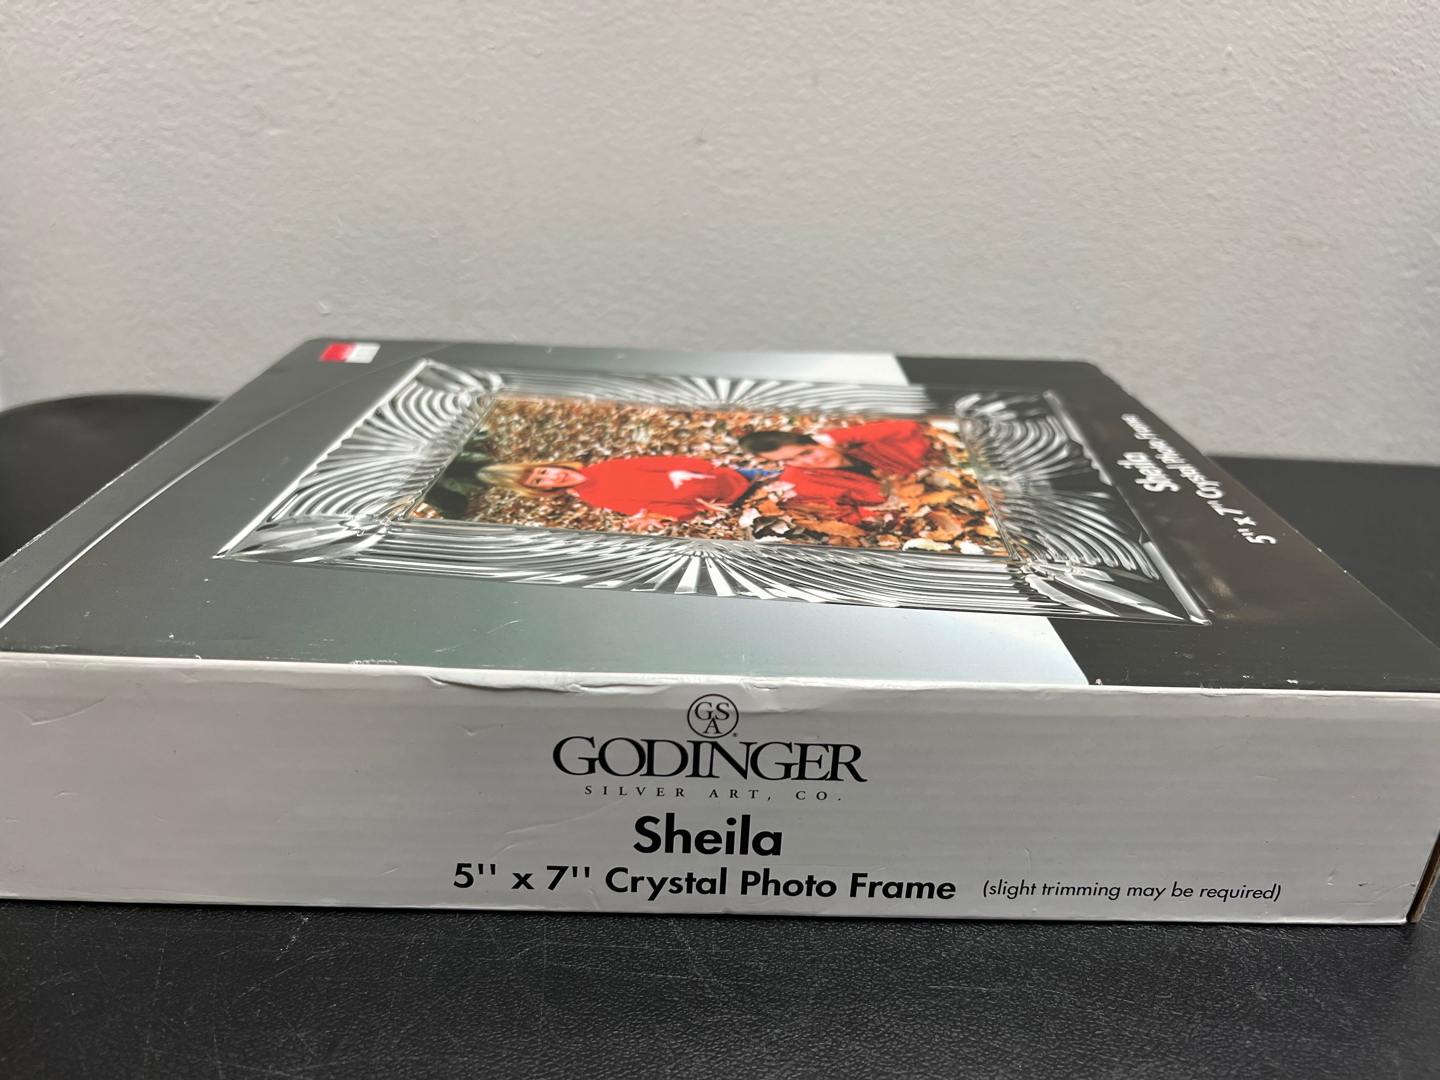 Sheila
5'' x 7'' Crystal Photo Frame
GSA
GODINGER
SILVER ART, CO.
Sheila
5'' x 7'' Crystal Photo Frame (slight trimming may be required)